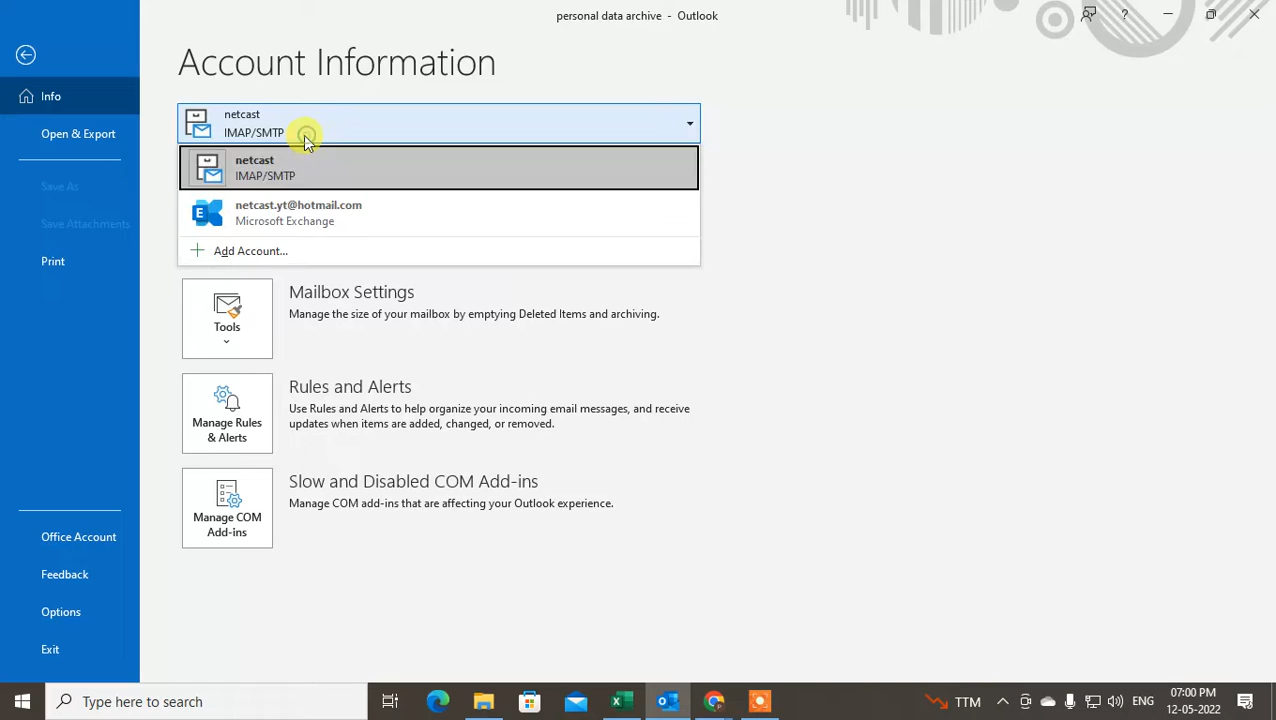 personal data archive - Outlook
?
Account Information
Info
Open & Export
Save As
Save Attachments
Print
Office Account
Feedback
Options
Exit
netcast
IMAP/SMTP
netcast
IMAP/SMTP
E
netcast.yt@hotmail.com
Microsoft Exchange
Add Account...
Tools
Mailbox Settings
Manage the size of your mailbox by emptying Deleted Items and archiving.
Manage Rules
& Alerts
Rules and Alerts
Use Rules and Alerts to help organize your incoming email messages, and receive
updates when items are added, changed, or removed.
Manage COM
Add-ins
Slow and Disabled COM Add-ins
Manage COM add-ins that are affecting your Outlook experience.
Type here to search
TTM
ENG
07:00 PM
12-05-2022